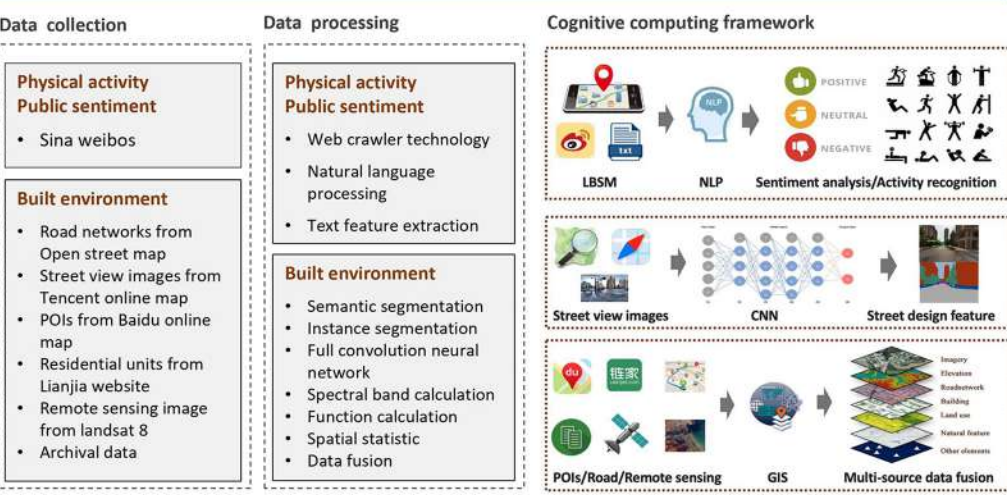 Data collection
Physical activity
Public sentiment
• Sina weibos
Built environment
• Road networks from
Open street map
• Street view images from
Tencent online map
• POIs from Baidu online
map
• Residential units from
Lianjia website
• Remote sensing image
from landsat 8
• Archival data
Data processing
Physical activity
Public sentiment
• Web crawler technology
• Natural language
processing
• Text feature extraction
Built environment
• Semantic segmentation
• Instance segmentation
• Full convolution neural
network
• Spectral band calculation
• Function calculation
• Spatial statistic
• Data fusion
Cognitive computing framework
txt
NLP
POSITIVE
NEUTRAL
NEGATIVE
LBSM
NLP
Sentiment analysis/Activity recognition
Street view images
CNN
Street design feature
du
链家
Imagery
Elevation
Roadnetwork
Building
Land use
Natural feature
Other elements
POIs/Road/Remote sensing
GIS
Multi-source data fusion